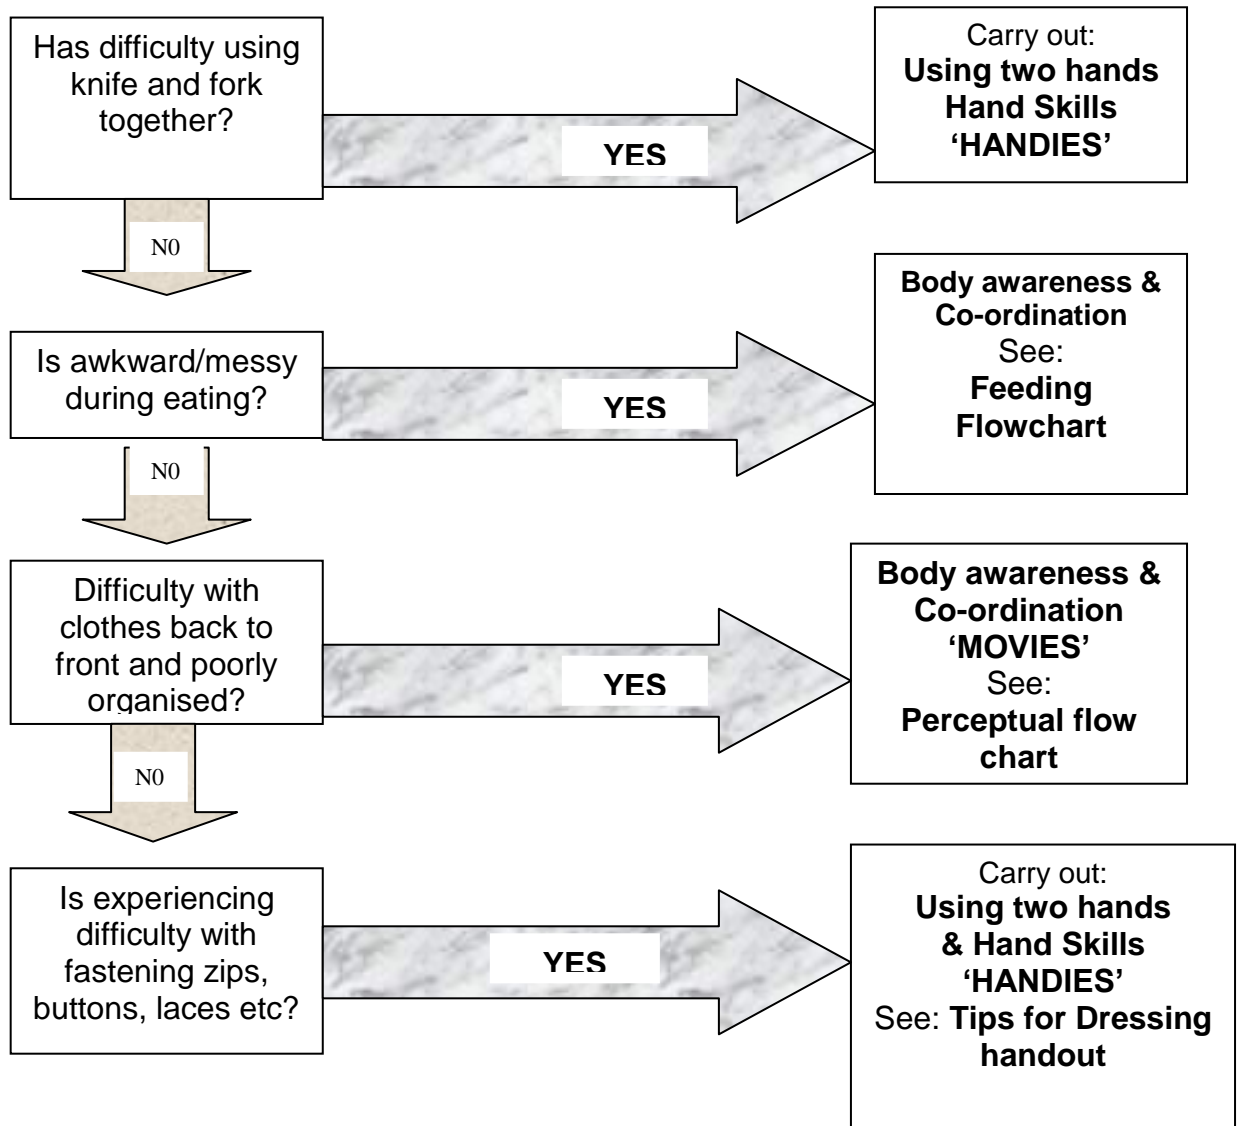 Has difficulty using
knife and fork
together?
YES
Carry out:
Using two hands
Hand Skills
‘HANDIES’
N0
Is awkward/messy
during eating?
YES
Body awareness &
Co-ordination
See:
Feeding
Flowchart
N0
Difficulty with
clothes back to
front and poorly
organised?
YES
Body awareness &
Co-ordination
‘MOVIES’
See:
Perceptual flow
chart
N0
Is experiencing
difficulty with
fastening zips,
buttons, laces etc?
YES
Carry out:
Using two hands
& Hand Skills
‘HANDIES’
See: Tips for Dressing
handout